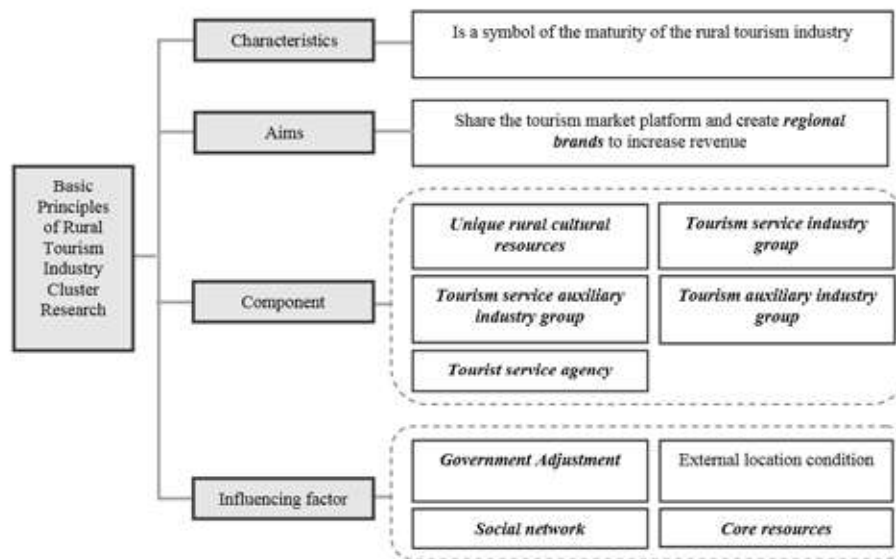 Basic
Principles
of Rural
Tourism
Industry
Cluster
Research
Characteristics
Is a symbol of the maturity of the rural tourism industry
Aims
Share the tourism market platform and create regional
brands to increase revenue
Component
Unique rural cultural
resources
Tourism service industry
group
Tourism service auxiliary
industry group
Tourism auxiliary industry
group
Tourist service agency
Influencing factor
Government Adjustment
External location condition
Social network
Core resources